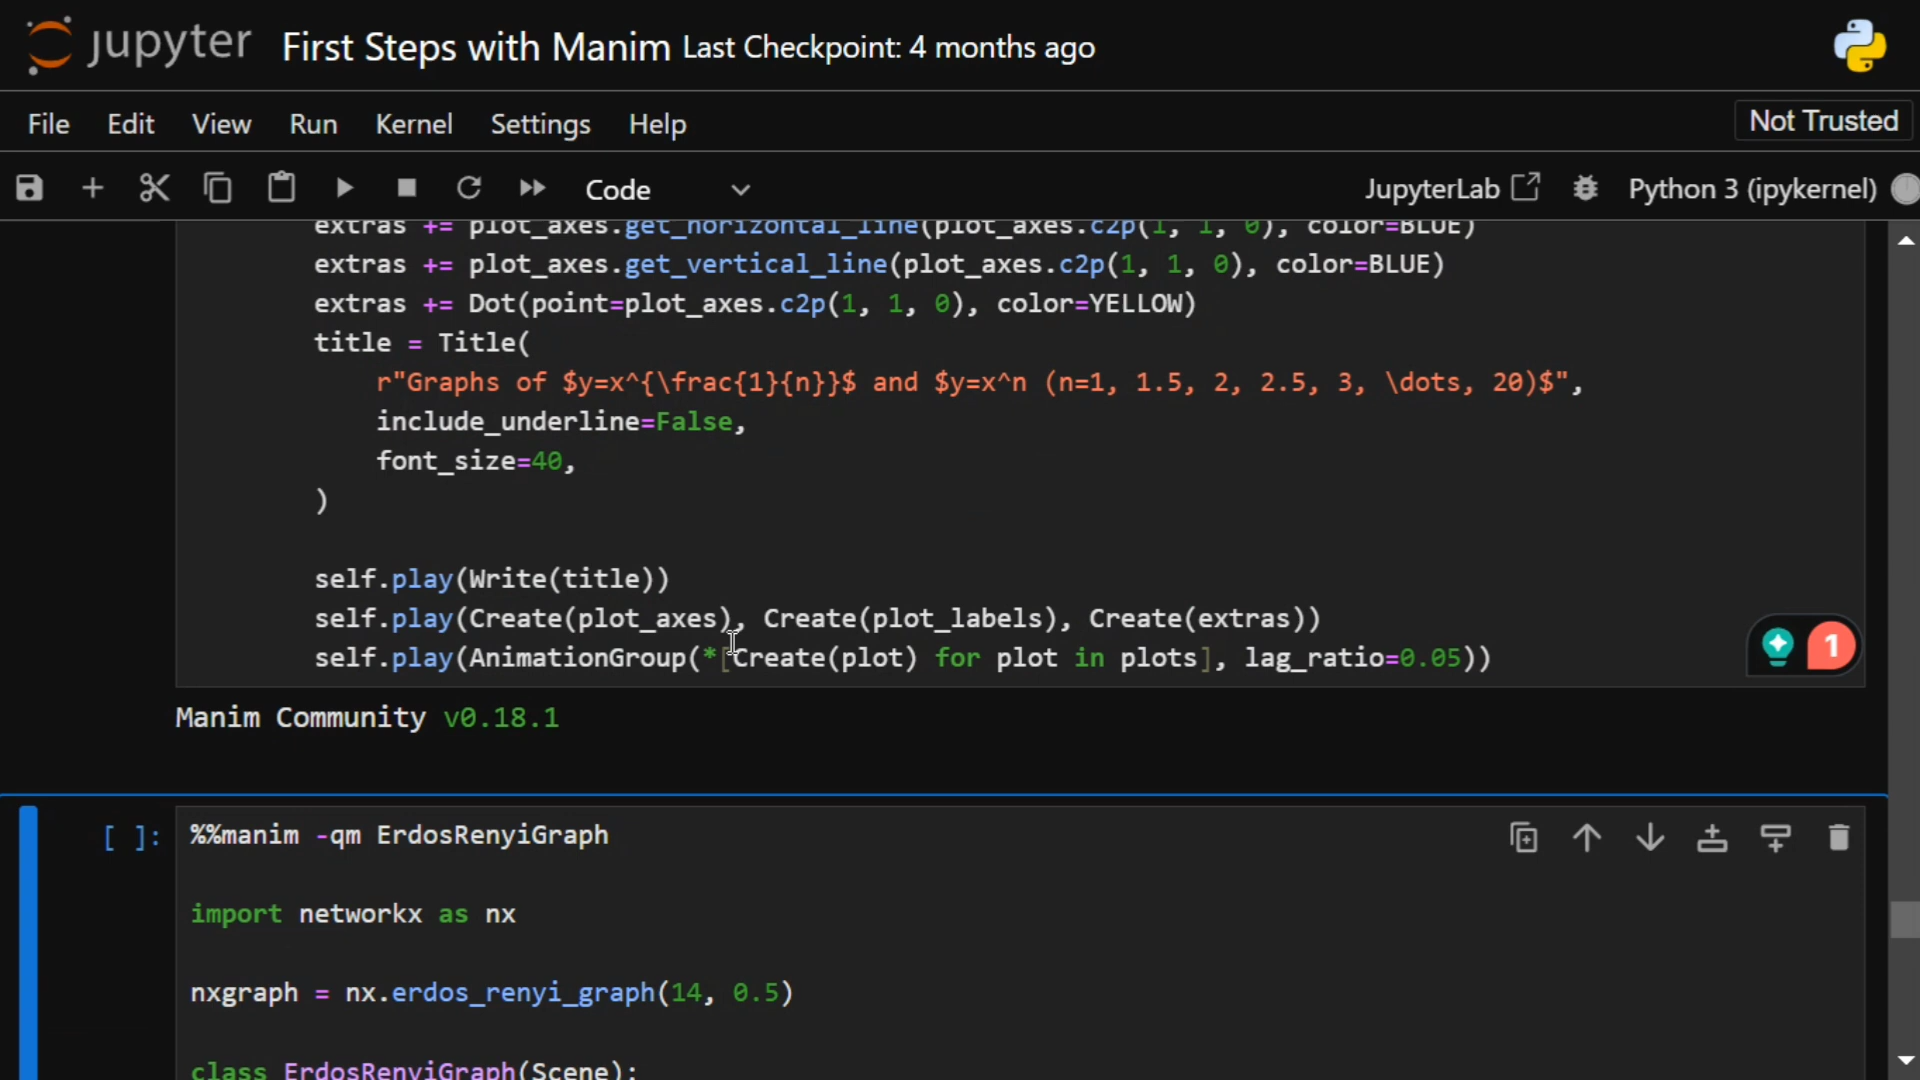 jupyter First Steps with Manim Last Checkpoint: 4 months ago
File Edit View Run Kernel Settings Help Not Trusted
Code JupyterLab Python 3 (ipykernel)
extras += plot_axes.get_horizontal_line(plot_axes.c2p(1, 1, 0), color=BLUE)
extras += plot_axes.get_vertical_line(plot_axes.c2p(1, 1, 0), color=BLUE)
extras += Dot(point=plot_axes.c2p(1, 1, 0), color=YELLOW)
title = Title(
r"Graphs of $y=x^{\frac{1}{n}}$ and $y=x^n (n=1, 1.5, 2, 2.5, 3, \dots, 20)$",
include_underline=False,
font_size=40,
)
self.play(Write(title))
self.play(Create(plot_axes), Create(plot_labels), Create(extras))
self.play(AnimationGroup(*[Create(plot) for plot in plots], lag_ratio=0.05))
1
Manim Community v0.18.1
[ ]: %%manim -qm ErdosRenyiGraph
import networkx as nx
nxgraph = nx.erdos_renyi_graph(14, 0.5)
class ErdosRenyiGraph(Scene):